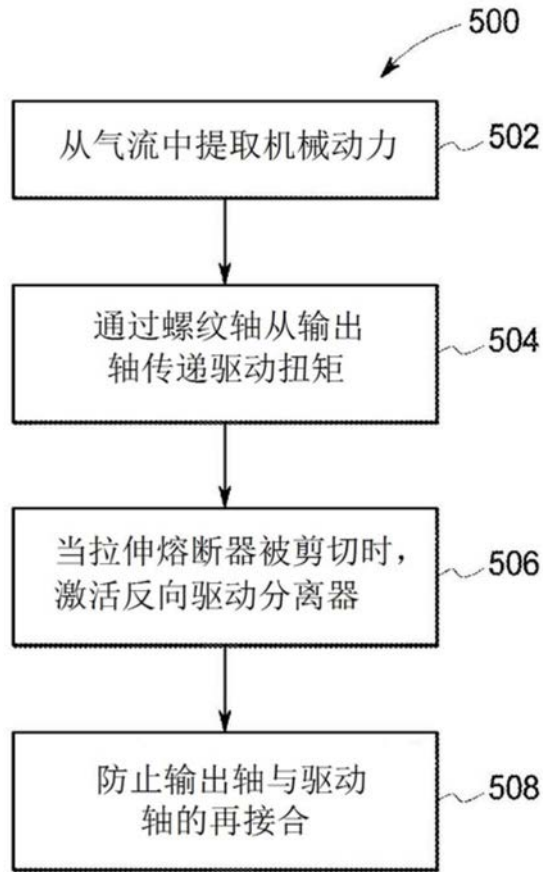 500
从气流中提取机械动力
502
通过螺纹轴从输出
轴传递驱动扭矩
504
当拉伸熔断器被剪切时，
激活反向驱动分离器
506
防止输出轴与驱动
轴的再接合
508